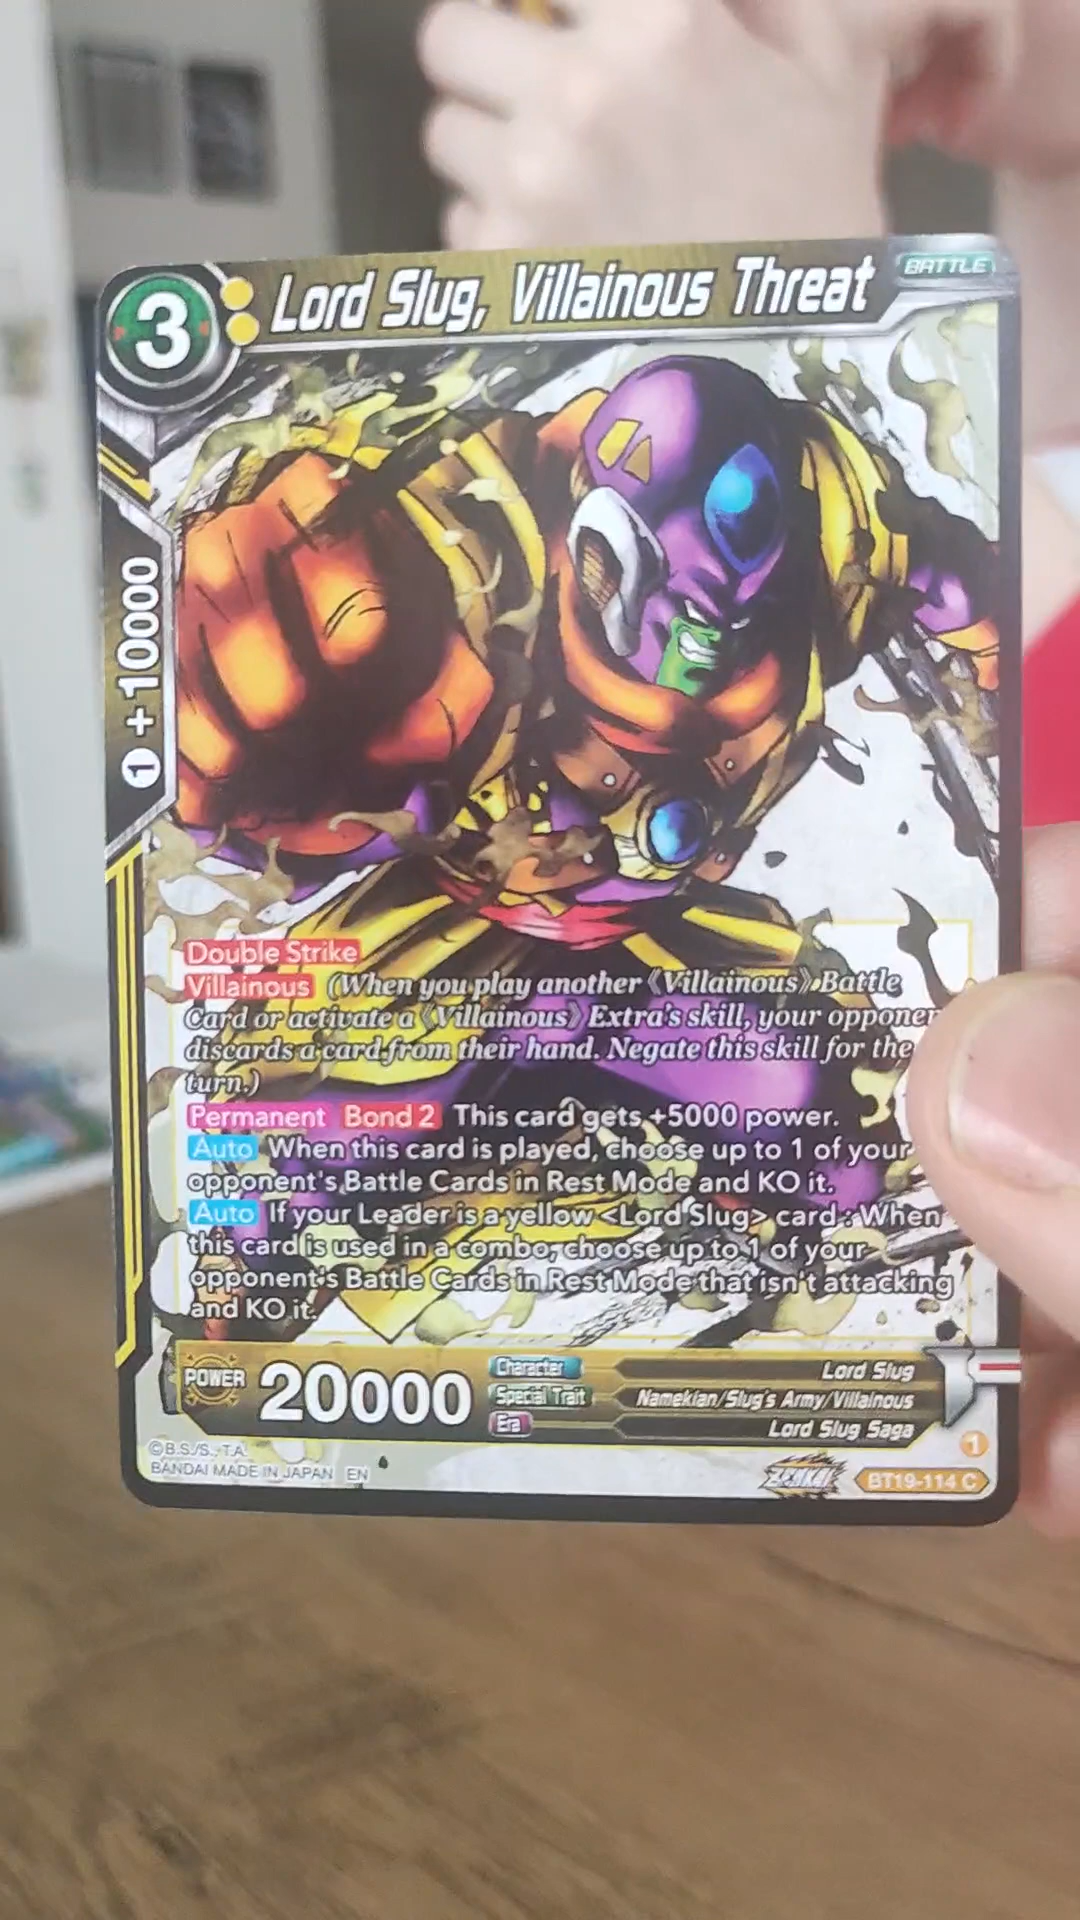 3
Lord Slug, Villainous Threat
BATTLE
1 + 10000
Double Strike
Villainous (When you play another 《Villainous》 Battle
Card or activate a 《Villainous》 Extra's skill, your opponen
discards a card from their hand. Negate this skill for the
turn.)
Permanent Bond 2 This card gets +5000 power.
Auto When this card is played, choose up to 1 of your
opponent's Battle Cards in Rest Mode and KO it.
Auto If your Leader is a yellow <Lord Slug> card : When
this card is used in a combo, choose up to 1 of your
opponent's Battle Cards in Rest Mode that isn't attacking
and KO it.
POWER 20000
Character Lord Slug
Special Trait Namekian/Slug's Army/Villainous
Era Lord Slug Saga
1
©B.S./S., T.A.
BANDAI MADE IN JAPAN EN
ZENKAI
BT19-114 C